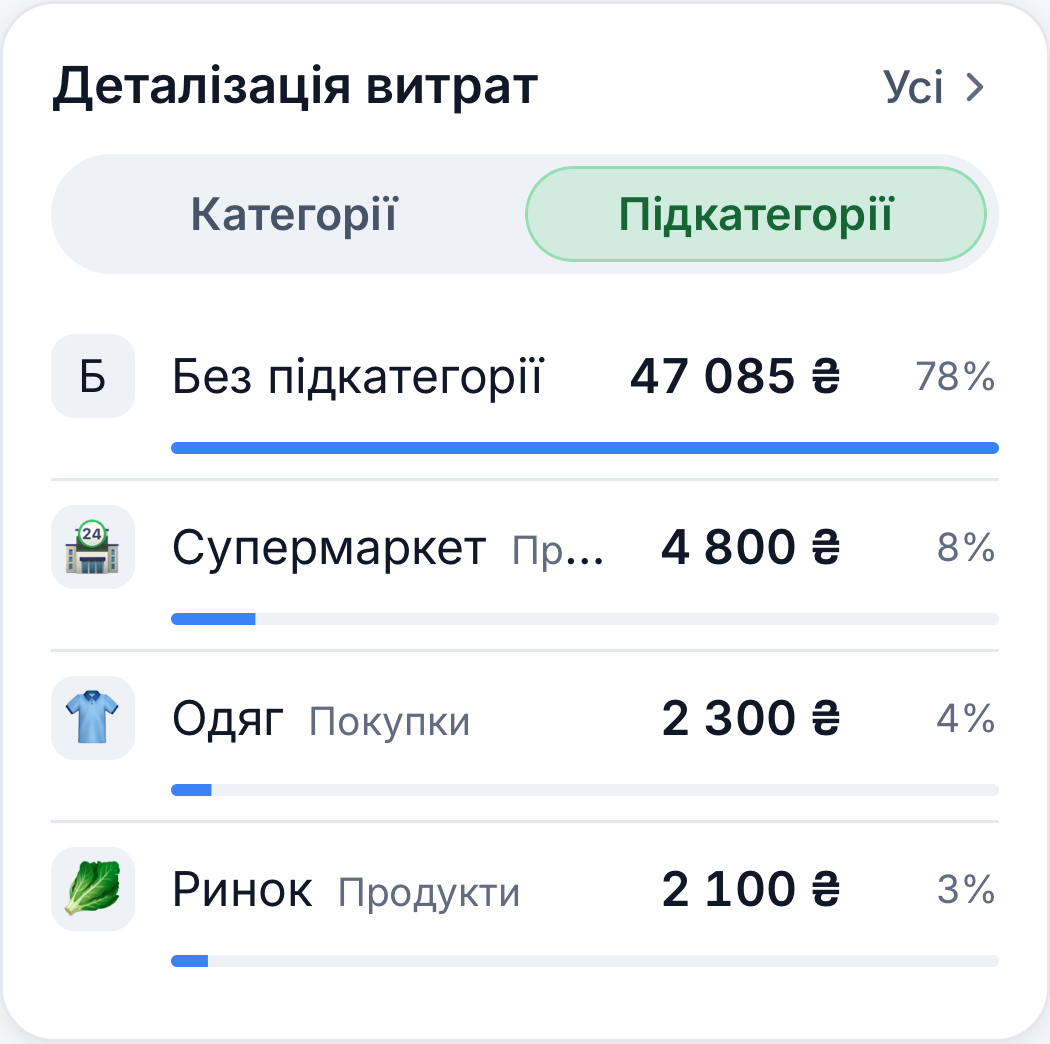 Деталізація витрат Усі
Категорії Підкатегорії
Б Без підкатегорії 47 085 ₴ 78%
24 Супермаркет Пр... 4 800 ₴ 8%
Одяг Покупки 2 300 ₴ 4%
Ринок Продукти 2 100 ₴ 3%